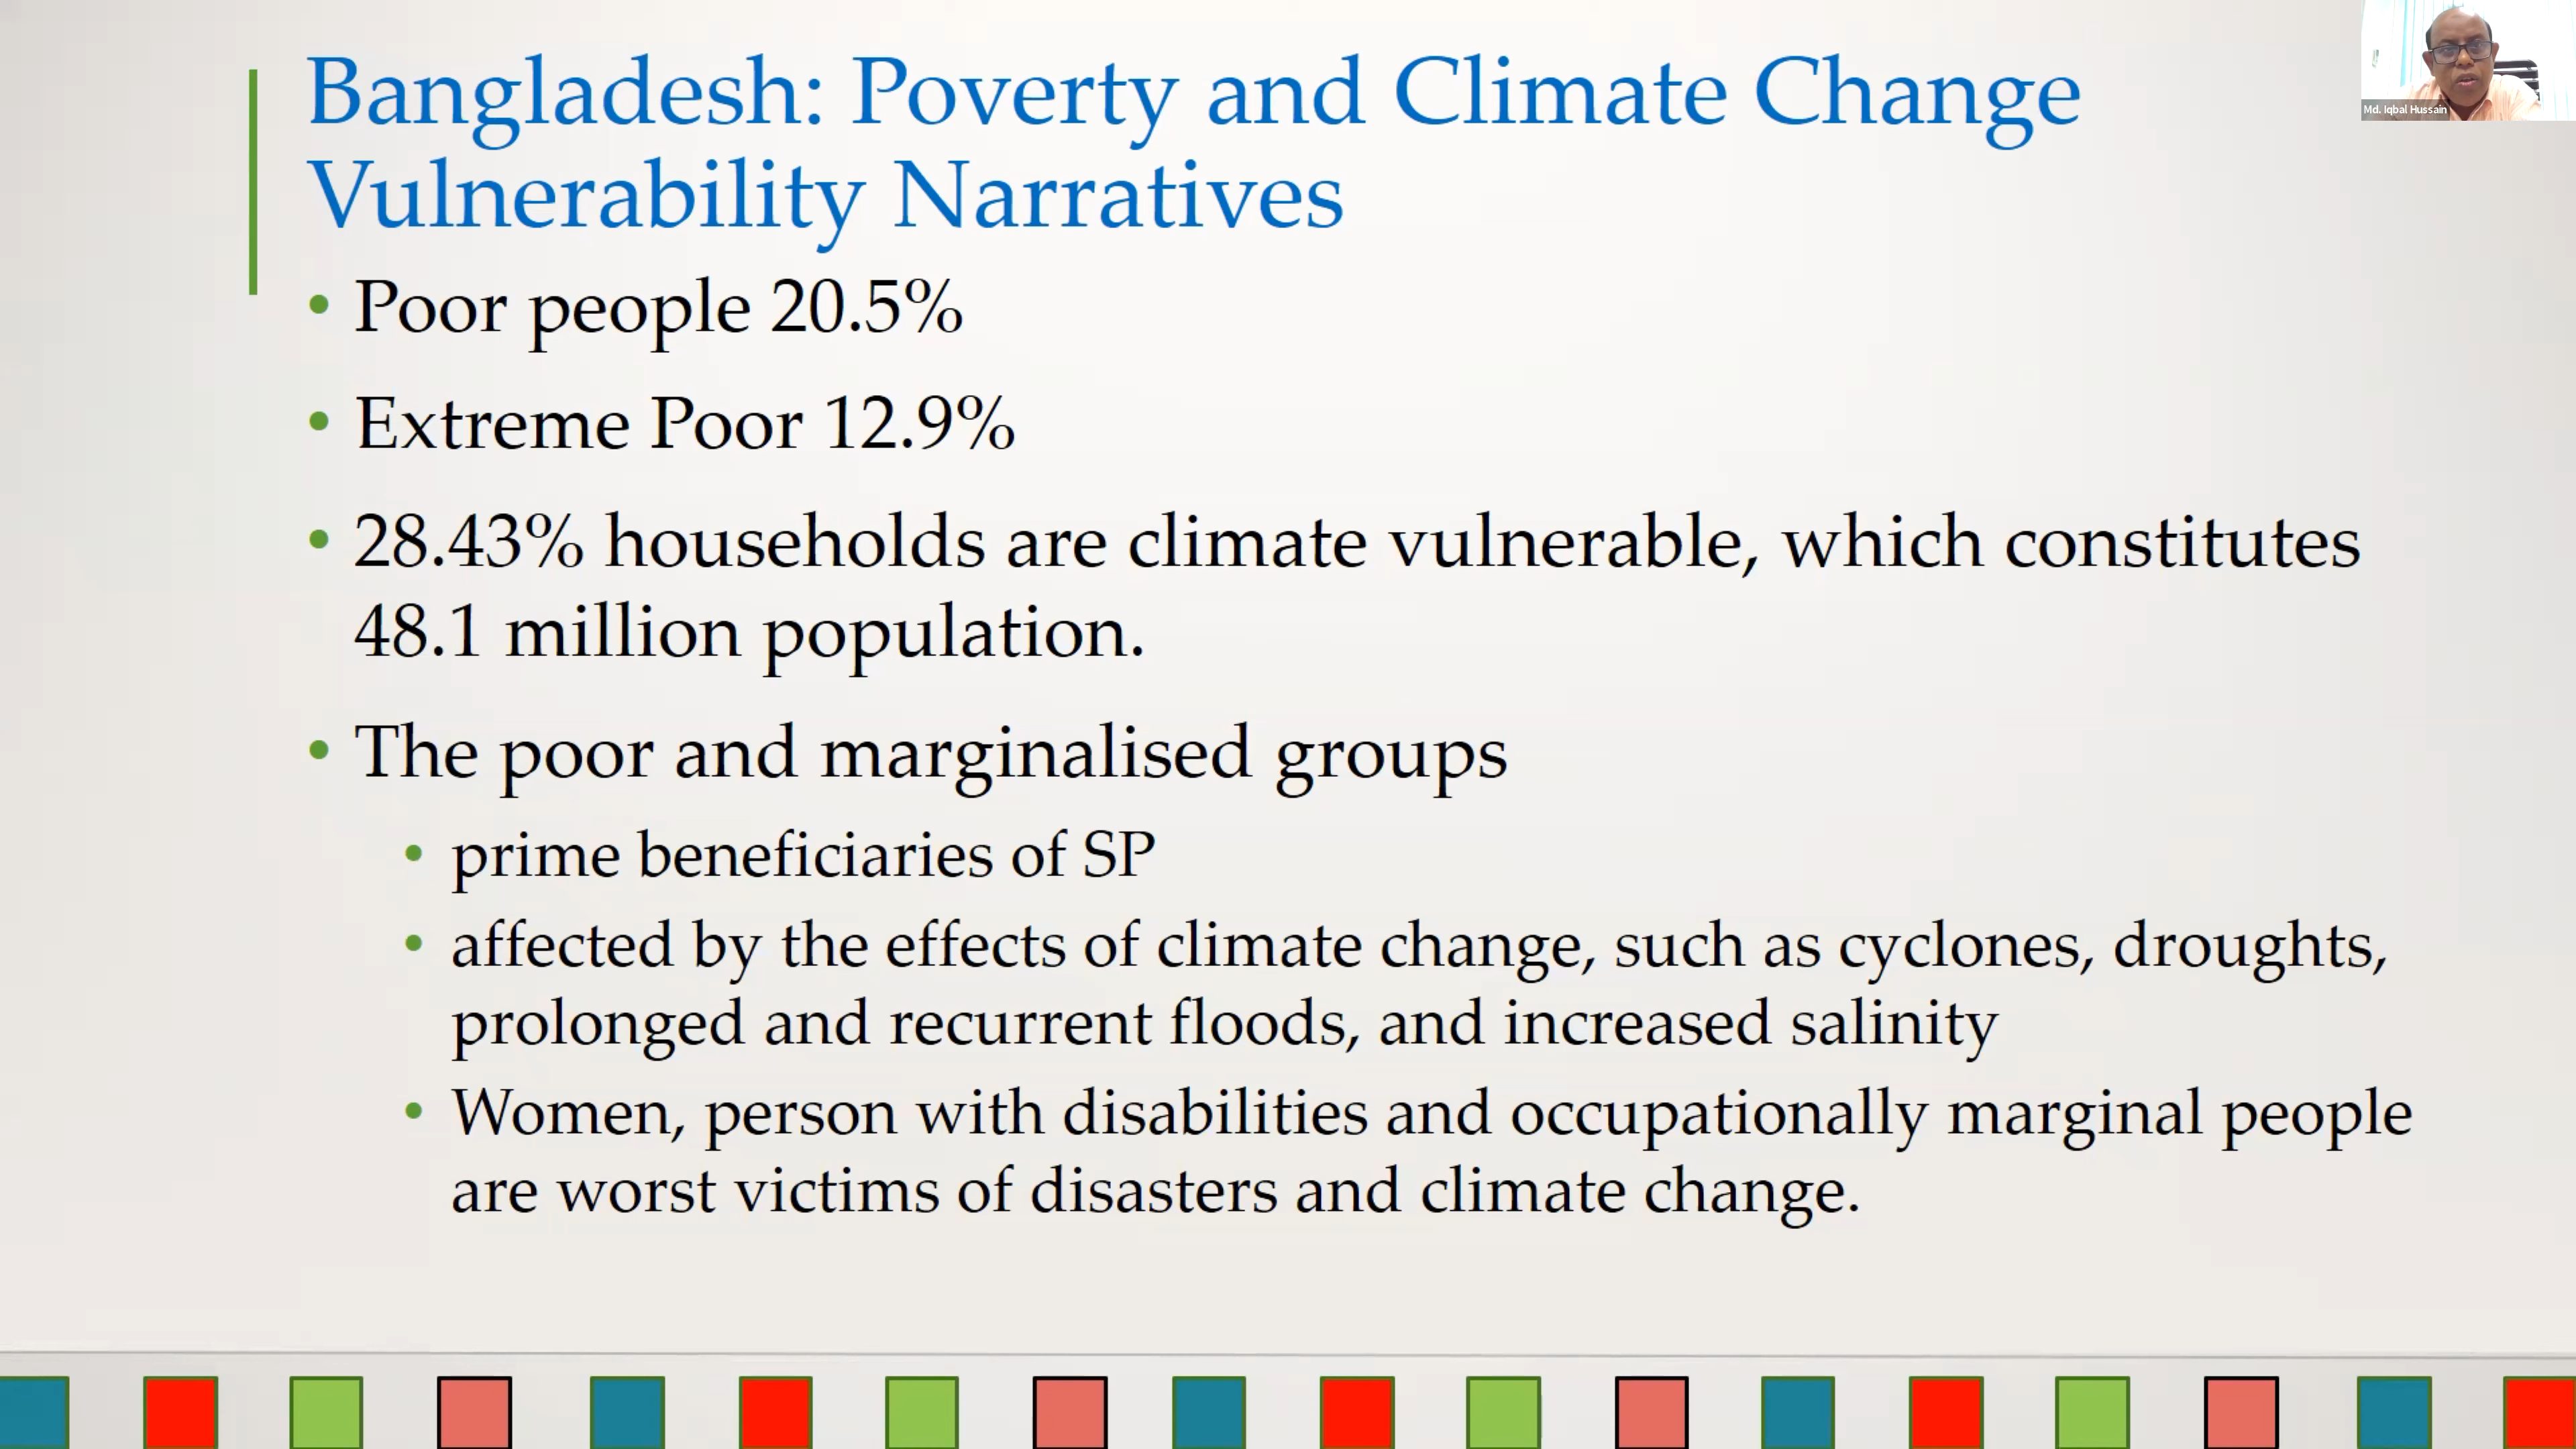 Bangladesh: Poverty and Climate Change
Vulnerability Narratives
• Poor people 20.5%
• Extreme Poor 12.9%
• 28.43% households are climate vulnerable, which constitutes
48.1 million population.
• The poor and marginalised groups
• prime beneficiaries of SP
• affected by the effects of climate change, such as cyclones, droughts,
prolonged and recurrent floods, and increased salinity
• Women, person with disabilities and occupationally marginal people
are worst victims of disasters and climate change.
Md. Iqbal Hussain